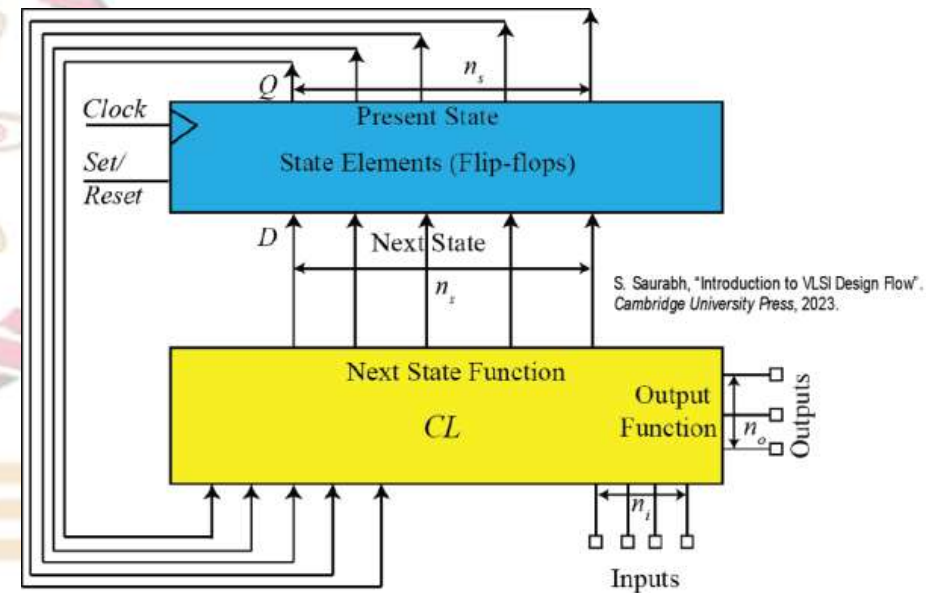 Q
n_s
Clock
Present State
State Elements (Flip-flops)
Set/
Reset
D
Next State
n_s
S. Saurabh, "Introduction to VLSI Design Flow".
Cambridge University Press, 2023.
Next State Function
CL
Output
Function
n_o
Outputs
n_i
Inputs